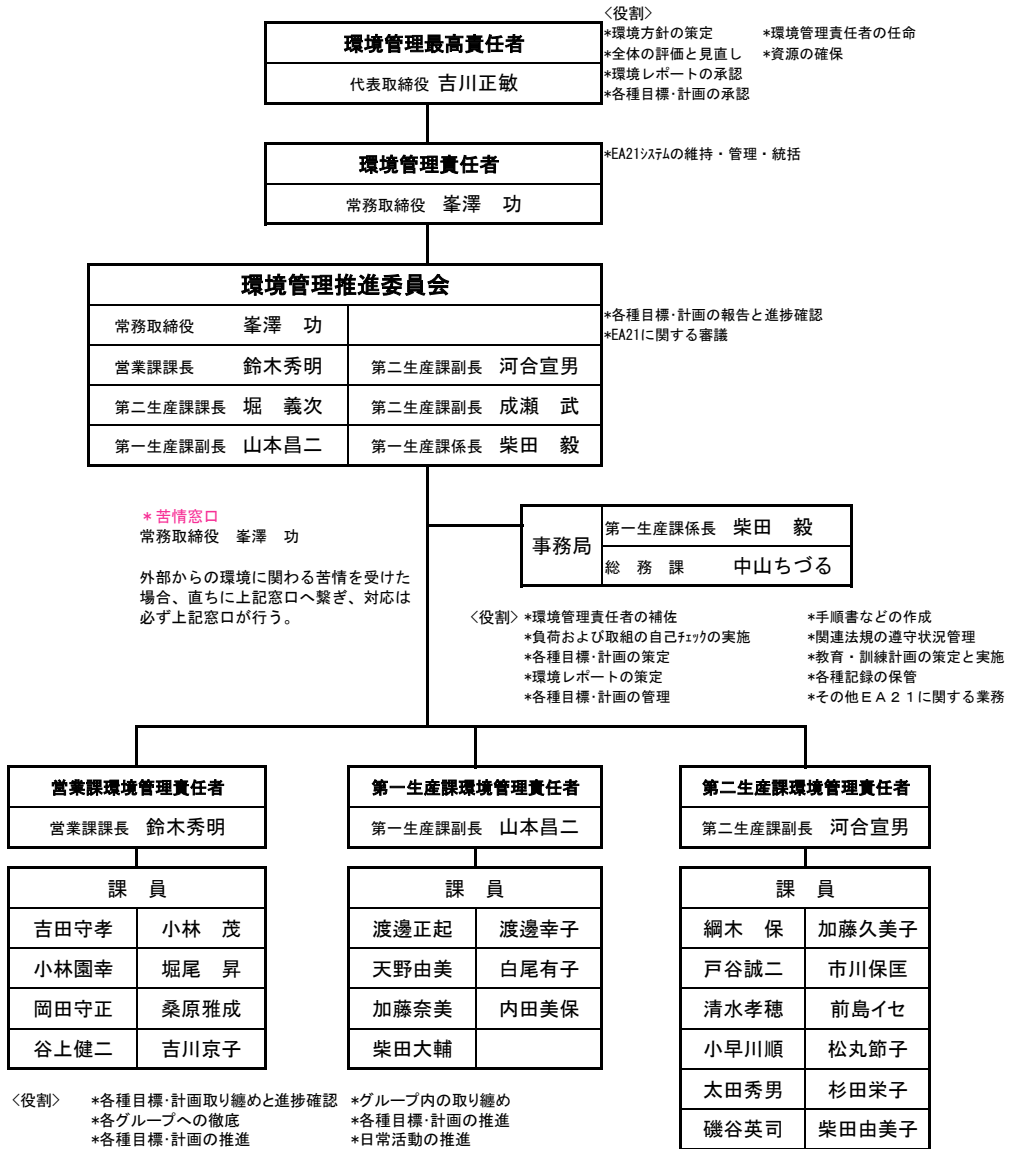 〈役割〉
*環境方針の策定　*環境管理責任者の任命
*全体の評価と見直し　*資源の確保
*環境レポートの承認
*各種目標･計画の承認
環境管理最高責任者
代表取締役 吉川正敏
環境管理責任者
*EA21ｼｽﾃﾑの維持・管理・統括
常務取締役　峯澤　功
環境管理推進委員会
常務取締役　峯澤　功
*各種目標･計画の報告と進捗確認
*EA21に関する審議
営業課課長　鈴木秀明　第二生産課副長　河合宣男
第二生産課課長　堀　義次　第二生産課副長　成瀬　武
第一生産課副長　山本昌二　第一生産課係長　柴田　毅
＊苦情窓口
常務取締役　峯澤　功
外部からの環境に関わる苦情を受けた
場合、直ちに上記窓口へ繋ぎ、対応は
必ず上記窓口が行う。
事務局
第一生産課係長　柴田　毅
総　務　課　中山ちづる
〈役割〉*環境管理責任者の補佐　*手順書などの作成
*負荷および取組の自己ﾁｪｯｸの実施　*関連法規の遵守状況管理
*各種目標･計画の策定　*教育・訓練計画の策定と実施
*環境レポートの策定　*各種記録の保管
*各種目標･計画の管理　*その他ＥＡ２１に関する業務
営業課環境管理責任者
営業課課長　鈴木秀明
課　員
吉田守孝　小林　茂
小林園幸　堀尾　昇
岡田守正　桑原雅成
谷上健二　吉川京子
第一生産課環境管理責任者
第一生産課副長　山本昌二
課　員
渡邊正起　渡邊幸子
天野由美　白尾有子
加藤奈美　内田美保
柴田大輔
第二生産課環境管理責任者
第二生産課副長　河合宣男
課　員
綱木　保　加藤久美子
戸谷誠二　市川保匡
清水孝穂　前島イセ
小早川順　松丸節子
太田秀男　杉田栄子
磯谷英司　柴田由美子
〈役割〉　*各種目標･計画取り纏めと進捗確認　*グループ内の取り纏め
*各グループへの徹底　*各種目標･計画の推進
*各種目標･計画の推進　*日常活動の推進